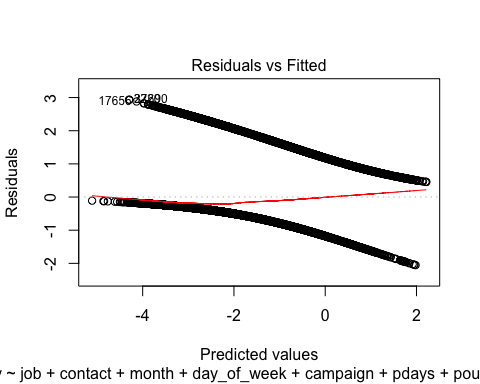 Residuals vs Fitted
Residuals
3
2
1
0
-1
-2
-4
-2
0
2
Predicted values
y ~ job + contact + month + day_of_week + campaign + pdays + pou